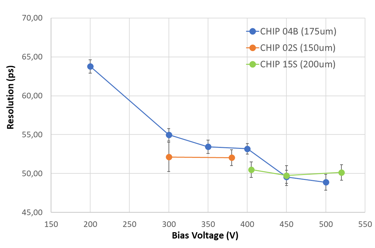 70,00
CHIP 04B (175um)
65,00
CHIP 02S (150um)
CHIP 15S (200um)
60,00
Resolution (ps)
55,00
50,00
45,00
150 200 250 300 350 400 450 500 550
Bias Voltage (V)